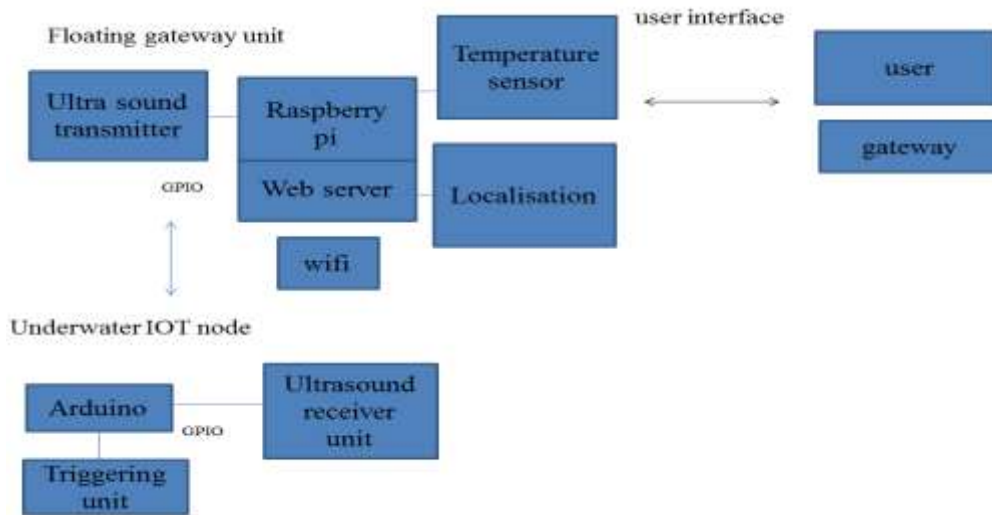 Floating gateway unit
user interface
Ultra sound
transmitter
Raspberry
pi
Web server
Temperature
sensor
user
gateway
GPIO
Localisation
wifi
Underwater IOT node
Arduino
GPIO
Ultrasound
receiver
unit
Triggering
unit